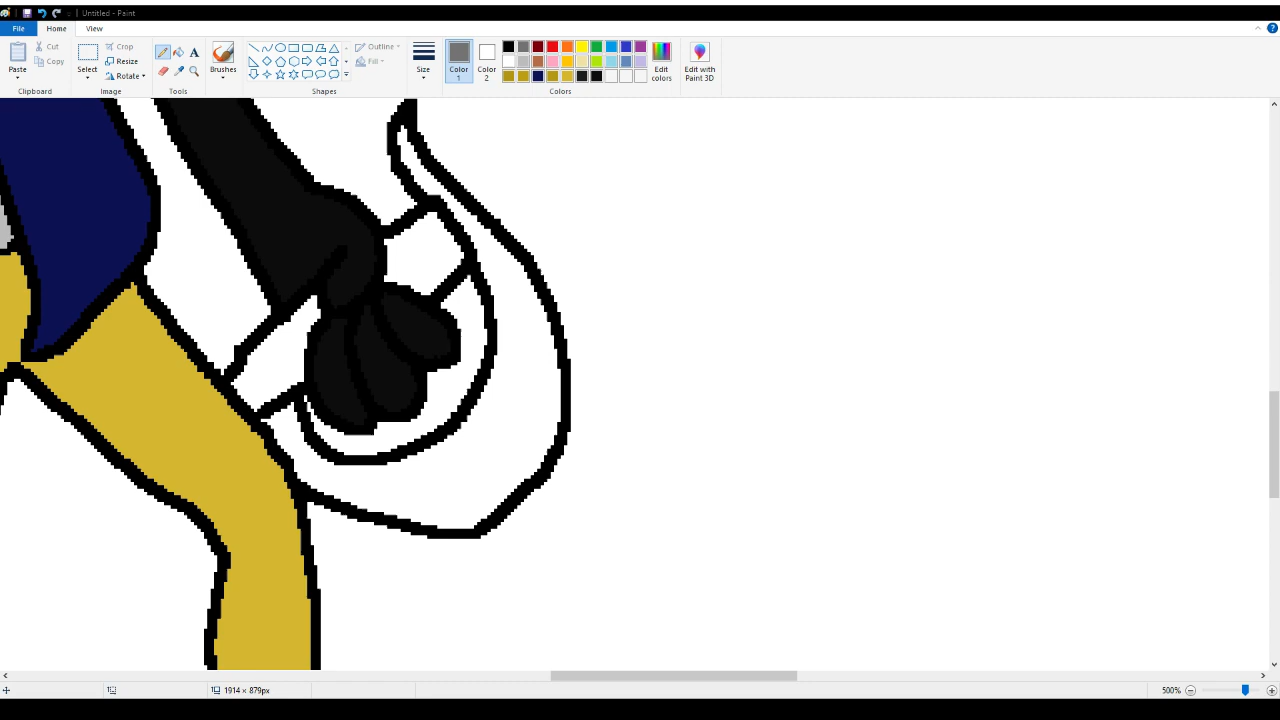 Untitled - Paint
File Home View
Paste
Cut
Copy
Clipboard
Select
Crop
Resize
Rotate
Image
A
Tools
Brushes
Outline
Fill
Shapes
Size
Color
1
Color
2
Edit
colors
Edit with
Paint 3D
Colors
1914 × 879px
500%